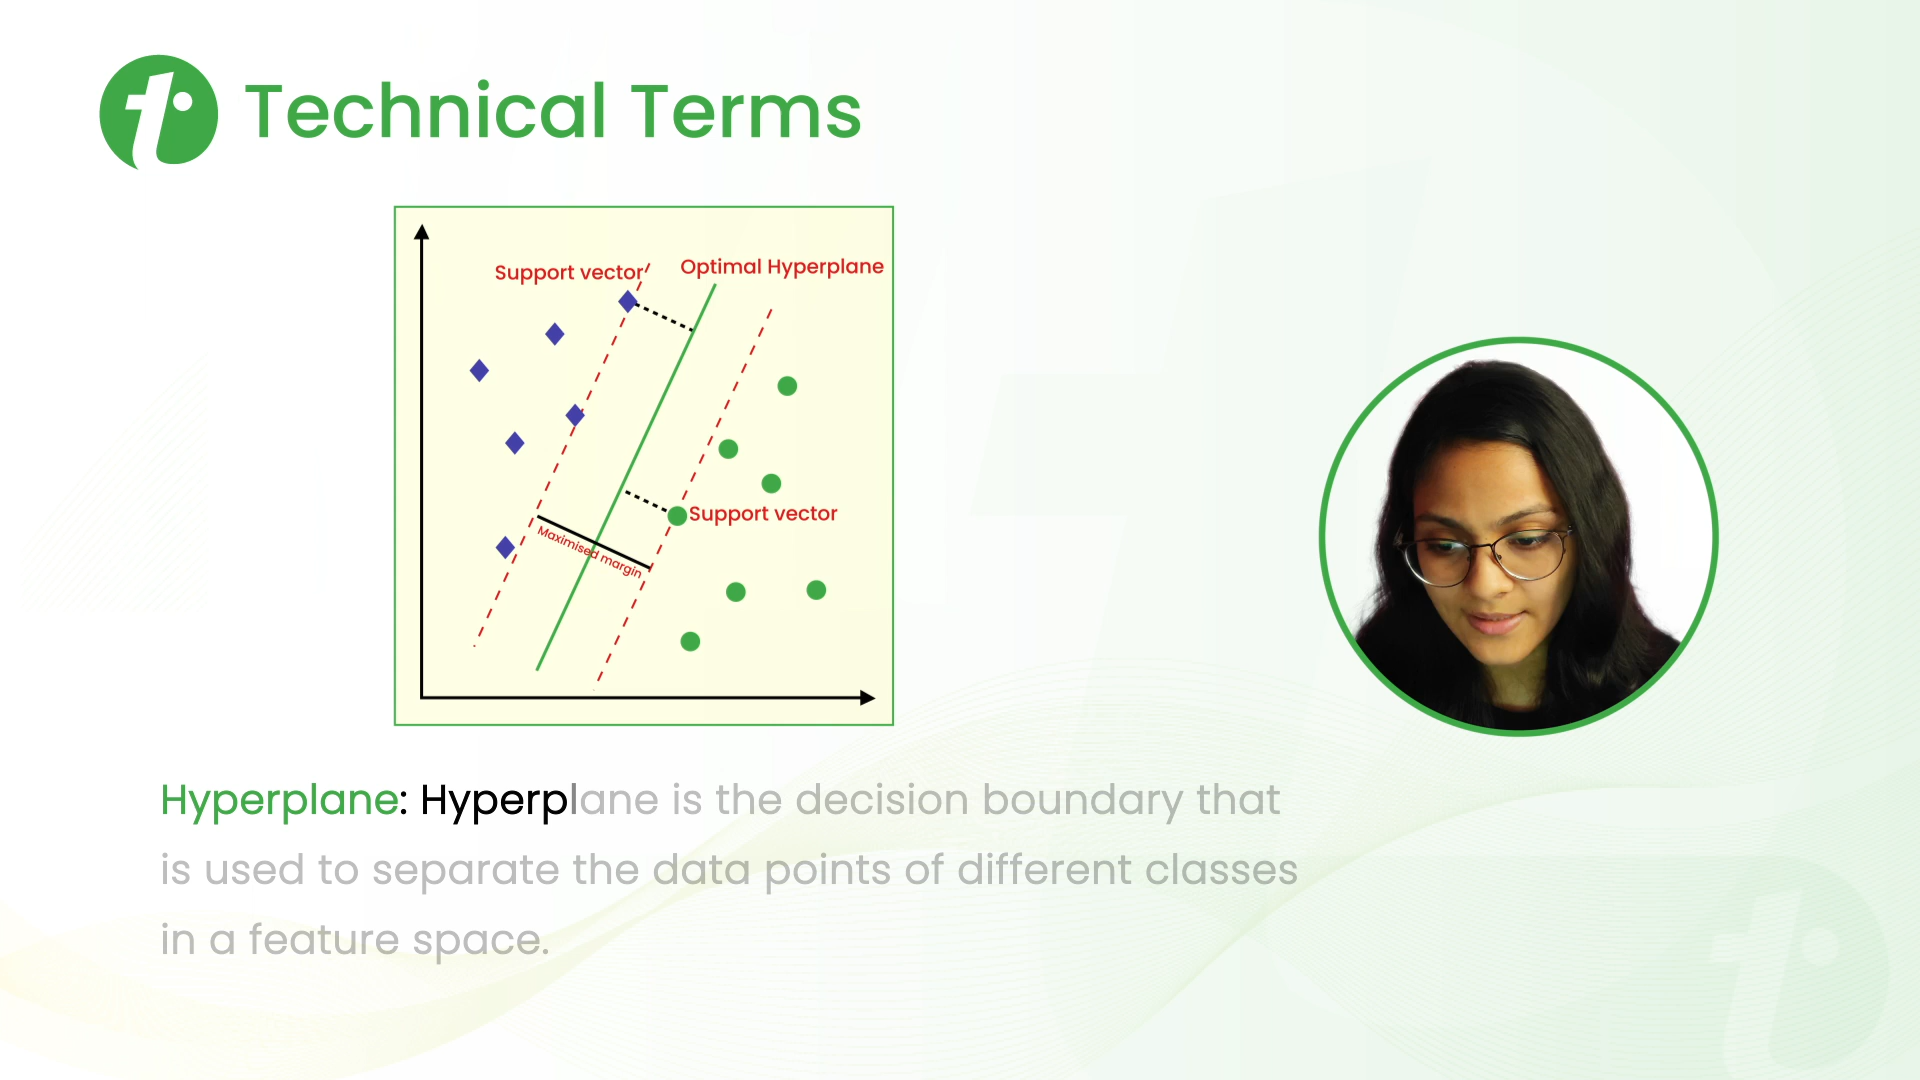 Technical Terms
Support vector
Optimal Hyperplane
Support vector
Maximised margin
Hyperplane: Hyperplane is the decision boundary that
is used to separate the data points of different classes
in a feature space.